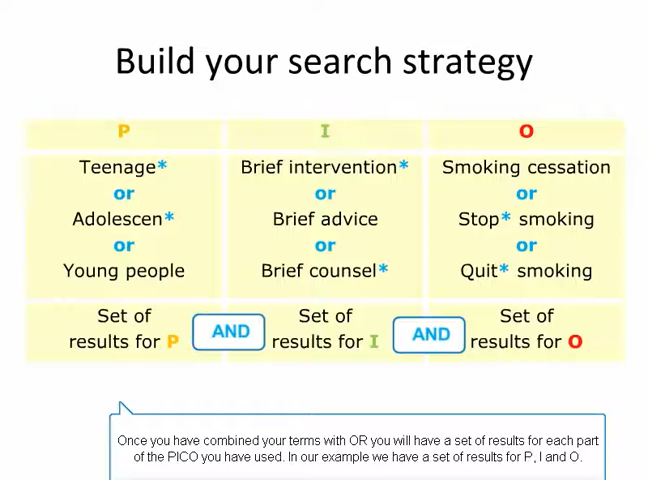 Build your search strategy
P I O
Teenage* Brief intervention* Smoking cessation
or or or
Adolescen* Brief advice Stop* smoking
or or or
Young people Brief counsel* Quit* smoking
Set of Set of Set of
results for P AND results for I AND results for O
Once you have combined your terms with OR you will have a set of results for each part
of the PICO you have used. In our example we have a set of results for P, I and O.